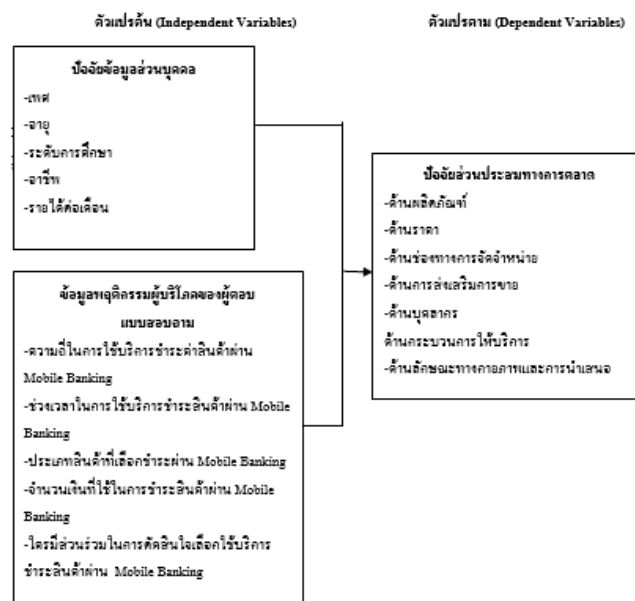 ตัวแปรต้น (Independent Variables)
ตัวแปรตาม (Dependent Variables)
ปัจจัยข้อมูลส่วนบุคคล
-เพศ
-อายุ
-ระดับการศึกษา
-อาชีพ
-รายได้ต่อเดือน
ข้อมูลพฤติกรรมผู้บริโภคของผู้ตอบ
แบบสอบถาม
-ความถี่ในการใช้บริการชำระค่าสินค้าผ่าน
Mobile Banking
-ช่วงเวลาในการใช้บริการชำระสินค้าผ่าน Mobile
Banking
-ประเภทสินค้าที่เลือกชำระผ่าน Mobile Banking
-จำนวนเงินที่ใช้ในการชำระสินค้าผ่าน Mobile
Banking
-ใครมีส่วนร่วมในการตัดสินใจเลือกใช้บริการ
ชำระสินค้าผ่าน Mobile Banking
ปัจจัยส่วนประสมทางการตลาด
-ด้านผลิตภัณฑ์
-ด้านราคา
-ด้านช่องทางการจัดจำหน่าย
-ด้านการส่งเสริมการขาย
-ด้านบุคลากร
ด้านกระบวนการให้บริการ
-ด้านลักษณะทางกายภาพและการนำเสนอ